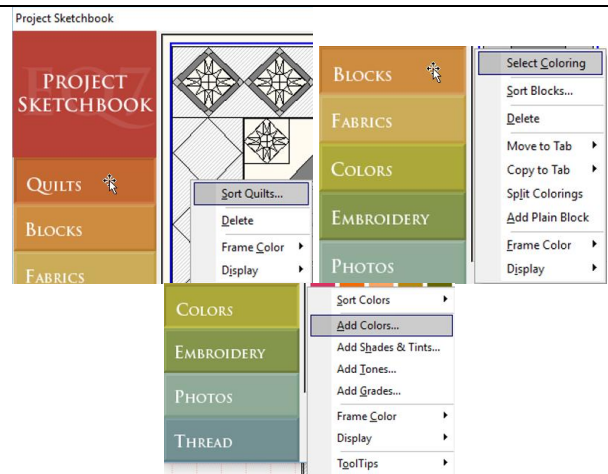 Project Sketchbook
PROJECT
SKETCHBOOK
EQ7
QUILTS
BLOCKS
FABRICS
Sort Quilts...
Delete
Frame Color
Display
BLOCKS
FABRICS
COLORS
EMBROIDERY
PHOTOS
Select Coloring
Sort Blocks...
Delete
Move to Tab
Copy to Tab
Split Colorings
Add Plain Block
Frame Color
Display
COLORS
EMBROIDERY
PHOTOS
THREAD
Sort Colors
Add Colors...
Add Shades & Tints...
Add Tones...
Add Grades...
Frame Color
Display
ToolTips